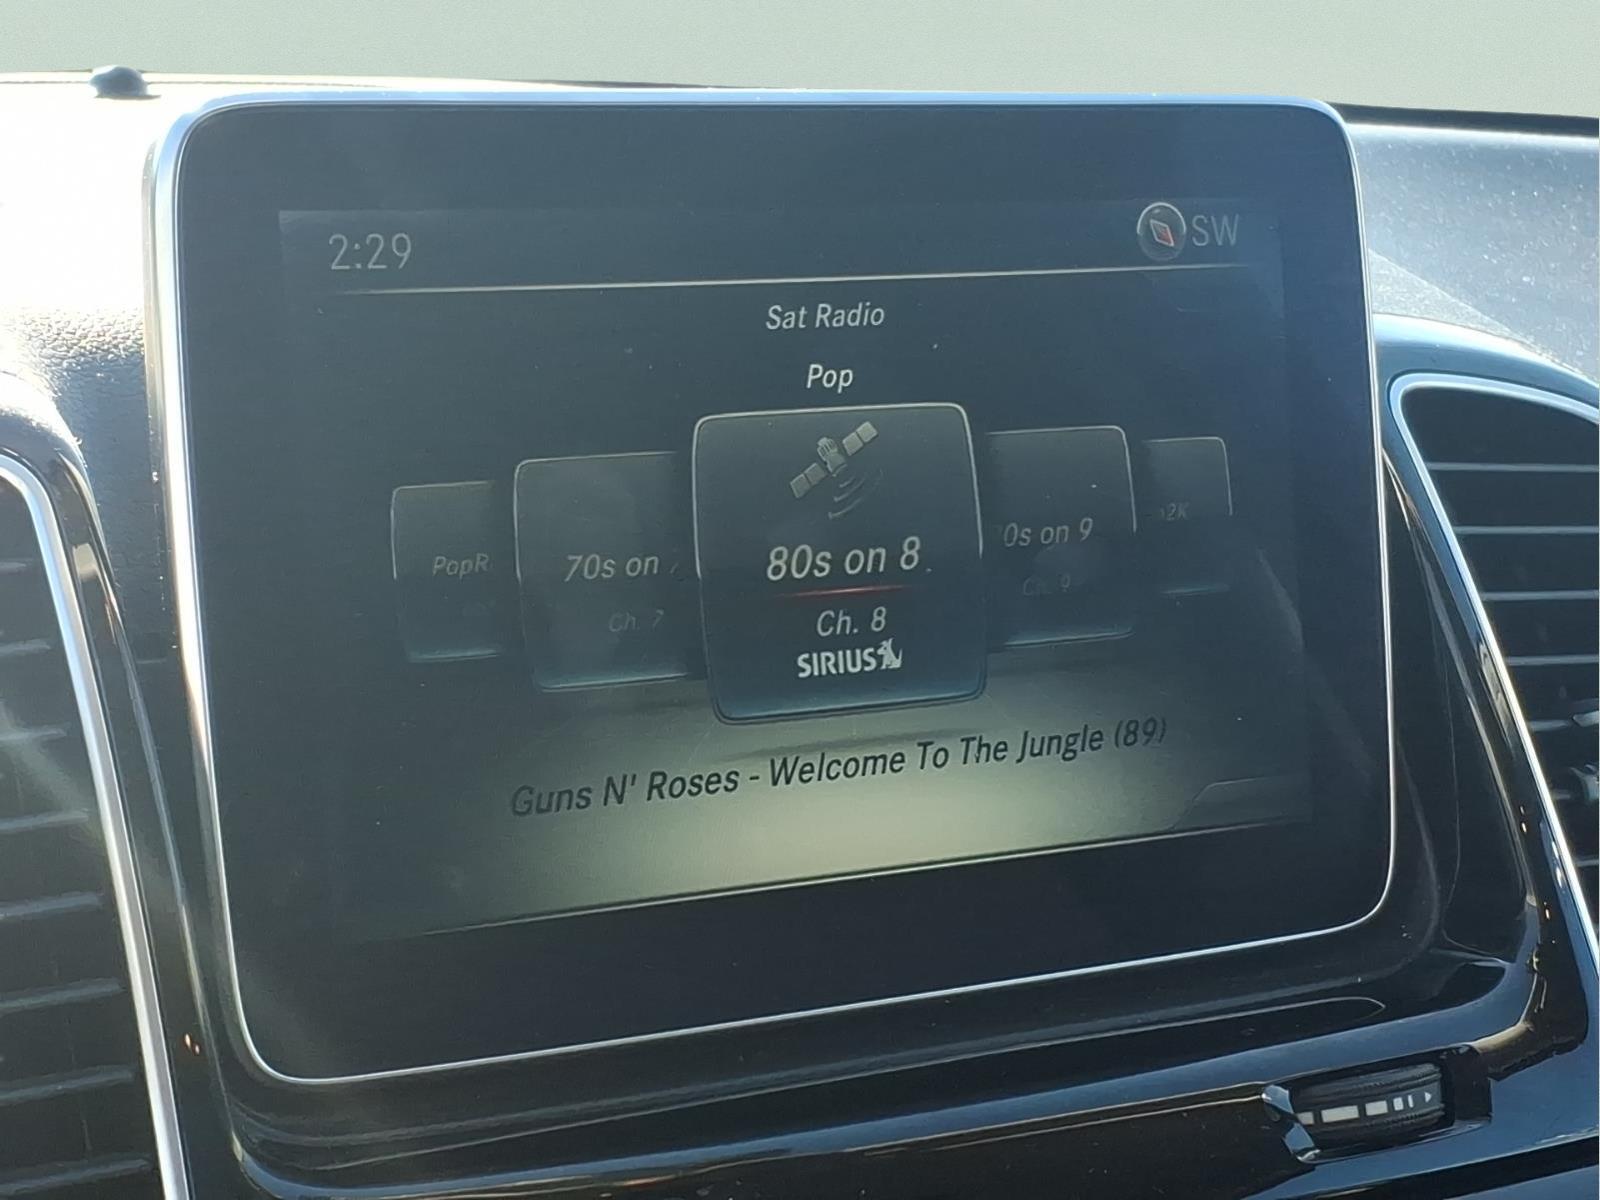 2:29
SW
Sat Radio
Pop
PopR
70s on
80s on 8
0s on 9
2K
Ch. 7
Ch. 8
Ch. 9
SIRIUS
Guns N' Roses - Welcome To The Jungle (89)